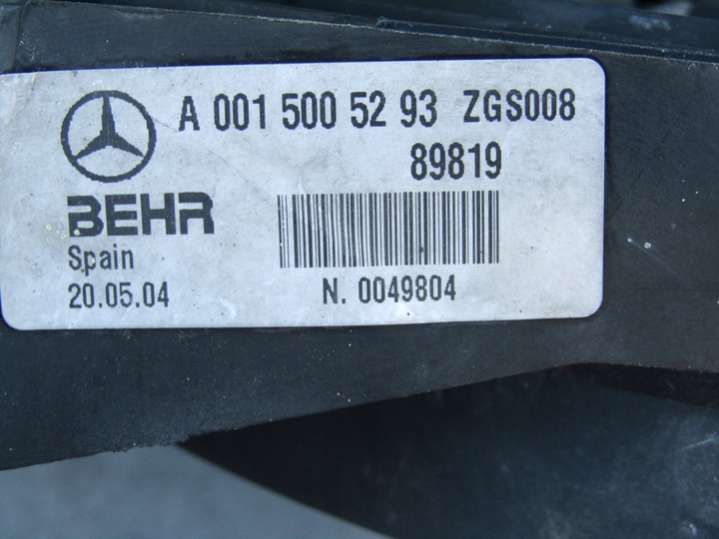 A 001 500 52 93 ZGS008
89819
BEHR
Spain
20.05.04
N. 0049804